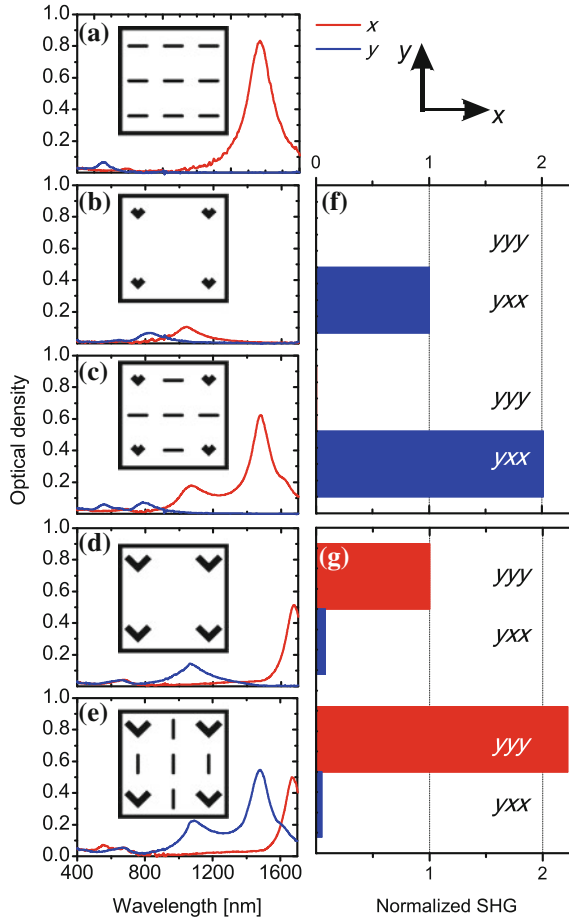 (a)
1.0
0.8
0.6
0.4
0.2
x
y
y
x
0 1 2
(b)
1.0
0.8
0.6
0.4
0.2
(f)
yyy
yxx
(c)
1.0
0.8
0.6
0.4
0.2
yyy
yxx
Optical density
(d)
1.0
0.8
0.6
0.4
0.2
(g)
yyy
yxx
(e)
1.0
0.8
0.6
0.4
0.2
0.0
yyy
yxx
400 800 1200 1600
0 1 2
Wavelength [nm]
Normalized SHG